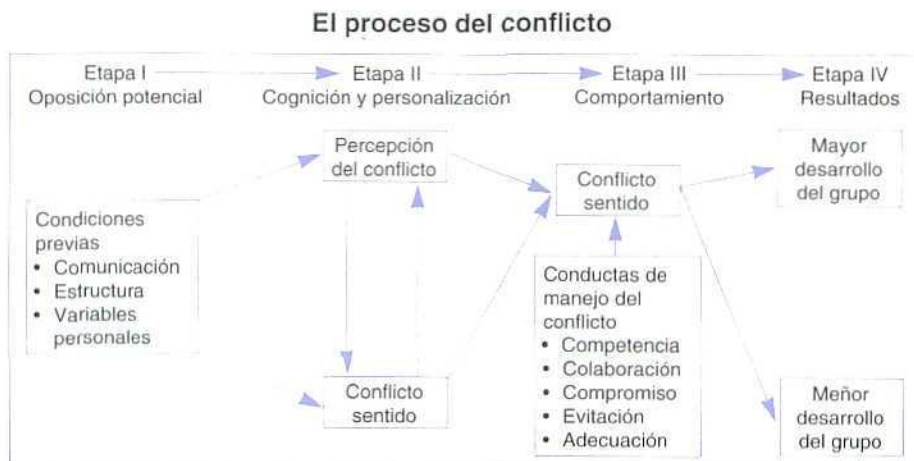 El proceso del conflicto
Etapa I
Oposición potencial
Etapa II
Cognición y personalización
Etapa III
Comportamiento
Etapa IV
Resultados
Condiciones
previas
• Comunicación
• Estructura
• Variables
personales
Percepción
del conflicto
Conflicto
sentido
Conflicto
sentido
Conductas de
manejo del
conflicto
• Competencia
• Colaboración
• Compromiso
• Evitación
• Adecuación
Mayor
desarrollo
del grupo
Meñor
desarrollo
del grupo